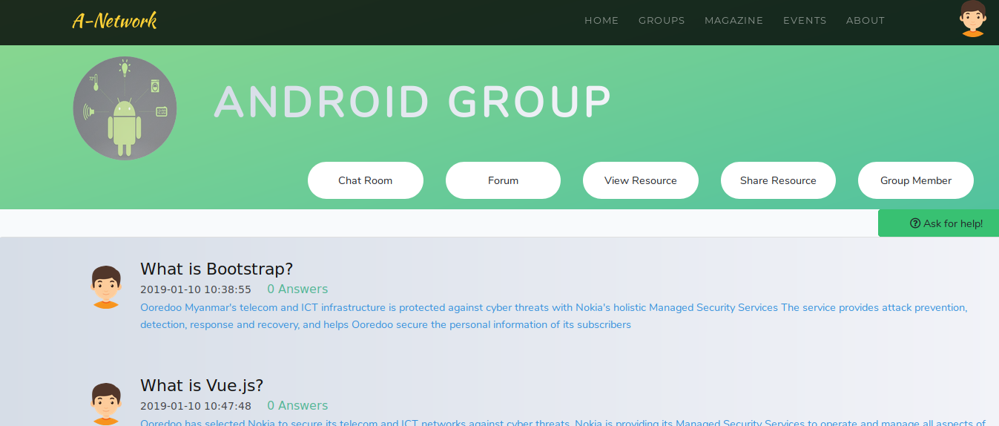 A-Network
HOME GROUPS MAGAZINE EVENTS ABOUT
ANDROID GROUP
Chat Room Forum View Resource Share Resource Group Member
Ask for help!
What is Bootstrap?
2019-01-10 10:38:55 0 Answers
Ooredoo Myanmar's telecom and ICT infrastructure is protected against cyber threats with Nokia's holistic Managed Security Services The service provides attack prevention,
detection, response and recovery, and helps Ooredoo secure the personal information of its subscribers
What is Vue.js?
2019-01-10 10:47:48 0 Answers
Ooredoo has selected Nokia to secure its telecom and ICT networks against cyber threats. Nokia is providing its Managed Security Services to operate and manage all aspects of